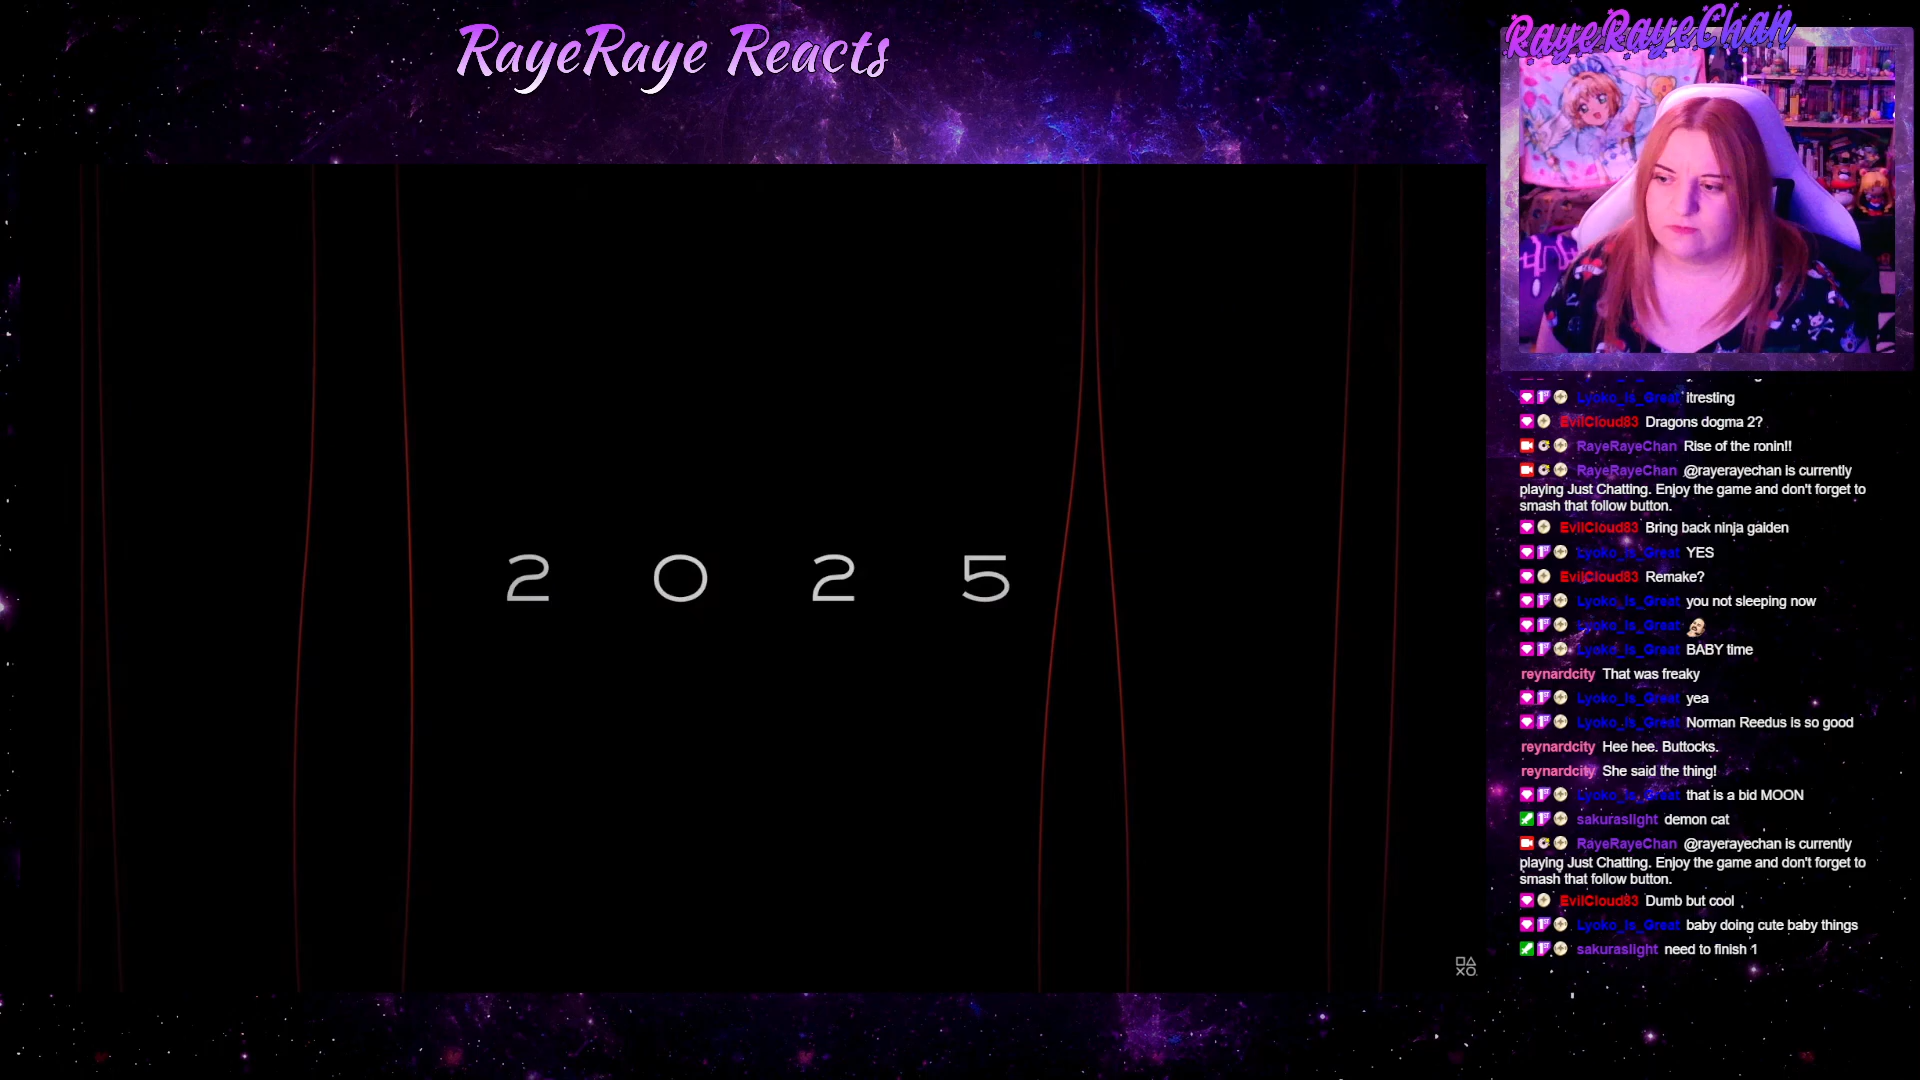 RayeRaye Reacts
RayeRayeChan
2 0 2 5
Lyoko_Is_Great itresting
EvilCloud83 Dragons dogma 2?
RayeRayeChan Rise of the ronin!!
RayeRayeChan @rayerayechan is currently
playing Just Chatting. Enjoy the game and don't forget to
smash that follow button.
EvilCloud83 Bring back ninja gaiden
Lyoko_Is_Great YES
EvilCloud83 Remake?
Lyoko_Is_Great you not sleeping now
Lyoko_Is_Great
Lyoko_Is_Great BABY time
reynardcity That was freaky
Lyoko_Is_Great yea
Lyoko_Is_Great Norman Reedus is so good
reynardcity Hee hee. Buttocks.
reynardcity She said the thing!
Lyoko_Is_Great that is a bid MOON
sakuraslight demon cat
RayeRayeChan @rayerayechan is currently
playing Just Chatting. Enjoy the game and don't forget to
smash that follow button.
EvilCloud83 Dumb but cool
Lyoko_Is_Great baby doing cute baby things
sakuraslight need to finish 1